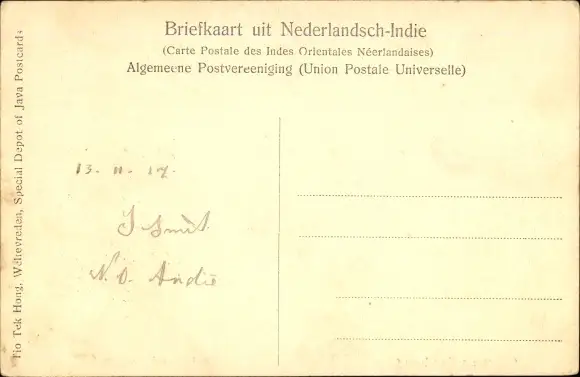 Briefkaart uit Nederlandsch-Indie
(Carte Postale des Indes Orientales Néerlandaises)
Algemeene Postvereeniging (Union Postale Universelle)
Tio Tek Hong, Weltevreden, Special Depot of Java Postcards
13. 11. 17.
J. Smit
N. O. Indië